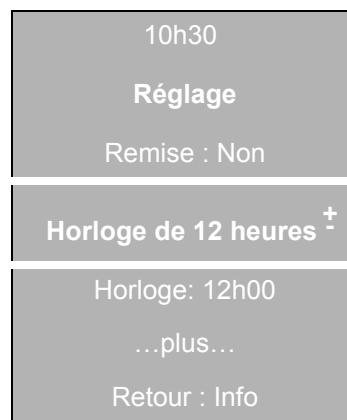 10h30
Réglage
Remise : Non
Horloge de 12 heures +
-
Horloge: 12h00
…plus…
Retour : Info